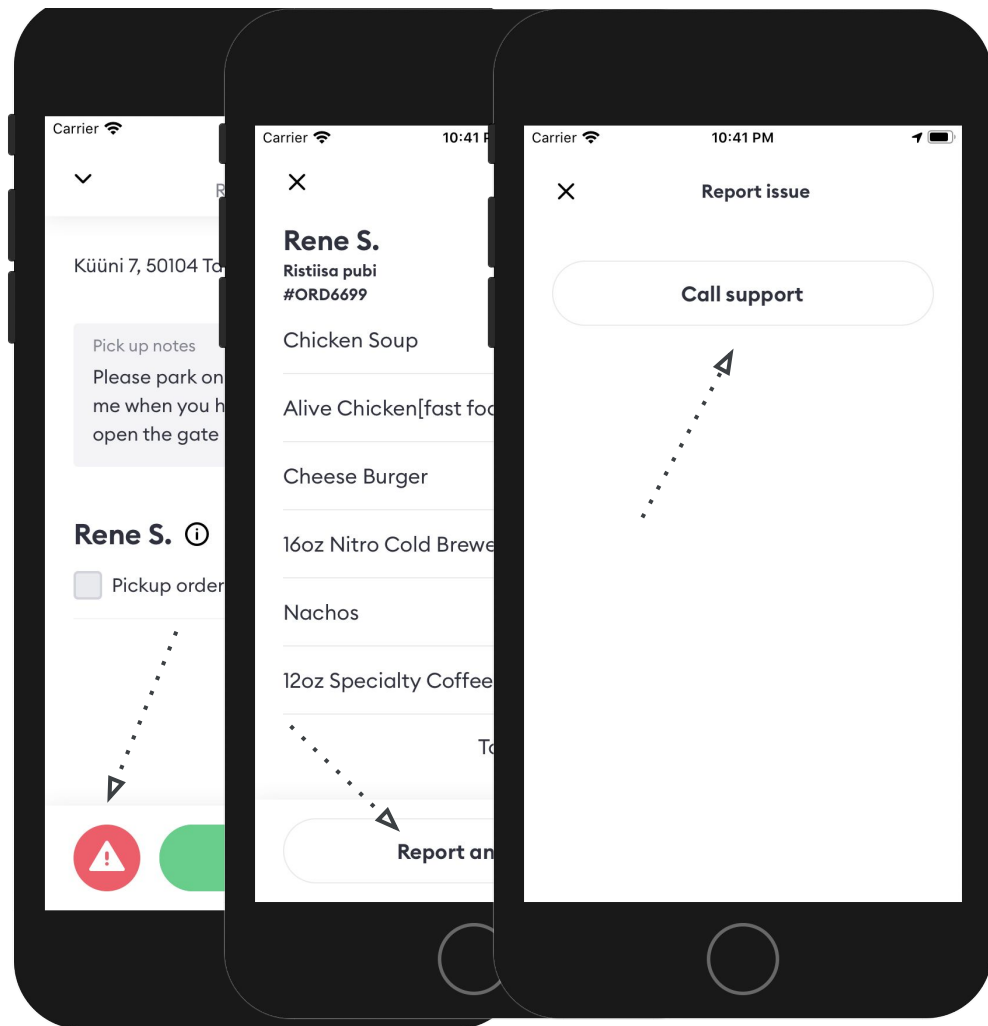 Carrier
R
Küüni 7, 50104 Ta
Pick up notes
Please park on
me when you h
open the gate
Rene S.
Pickup order
Carrier 10:41 P
Rene S.
Ristiisa pubi
#ORD6699
Chicken Soup
Alive Chicken[fast foo
Cheese Burger
16oz Nitro Cold Brewe
Nachos
12oz Specialty Coffee
To
Report an
Carrier 10:41 PM
Report issue
Call support